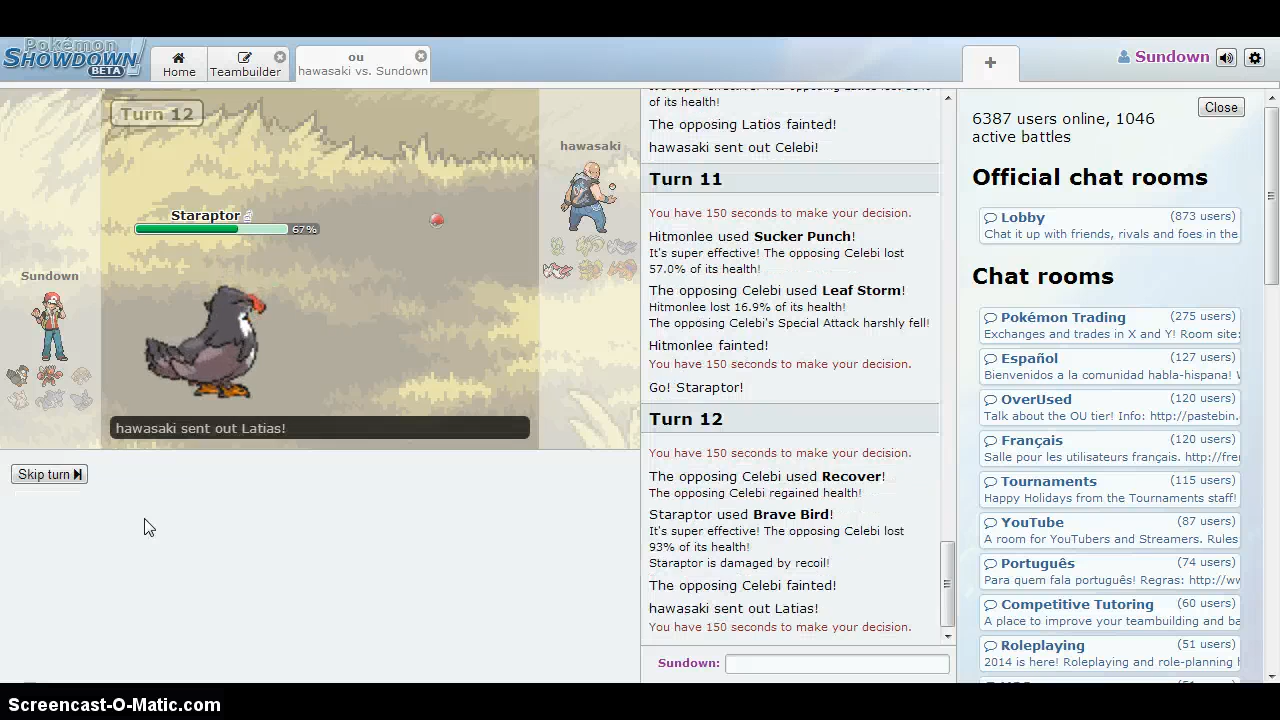 Pokémon
SHOWDOWN!
BETA
Home
Teambuilder
ou
hawasaki vs. Sundown
+
Sundown
Turn 12
hawasaki
Staraptor
67%
Sundown
hawasaki sent out Latias!
Skip turn
of its health!
The opposing Latios fainted!
hawasaki sent out Celebi!
Turn 11
You have 150 seconds to make your decision.
Hitmonlee used Sucker Punch!
It's super effective! The opposing Celebi lost
57.0% of its health!
The opposing Celebi used Leaf Storm!
Hitmonlee lost 16.9% of its health!
The opposing Celebi's Special Attack harshly fell!
Hitmonlee fainted!
You have 150 seconds to make your decision.
Go! Staraptor!
Turn 12
You have 150 seconds to make your decision.
The opposing Celebi used Recover!
The opposing Celebi regained health!
Staraptor used Brave Bird!
It's super effective! The opposing Celebi lost
93% of its health!
Staraptor is damaged by recoil!
The opposing Celebi fainted!
hawasaki sent out Latias!
You have 150 seconds to make your decision.
Sundown:
Close
6387 users online, 1046
active battles
Official chat rooms
Lobby (873 users)
Chat it up with friends, rivals and foes in the
Chat rooms
Pokémon Trading (275 users)
Exchanges and trades in X and Y! Room site:
Español (127 users)
Bienvenidos a la comunidad habla-hispana!
OverUsed (120 users)
Talk about the OU tier! Info: http://pastebin.
Français (120 users)
Salle pour les utilisateurs français. http://fre
Tournaments (115 users)
Happy Holidays from the Tournaments staff!
YouTube (87 users)
A room for YouTubers and Streamers. Rules
Português (74 users)
Para quem fala português! Regras: http://w
Competitive Tutoring (60 users)
A place to improve your teambuilding and ba
Roleplaying (51 users)
2014 is here! Roleplaying and role-planning
Screencast-O-Matic.com